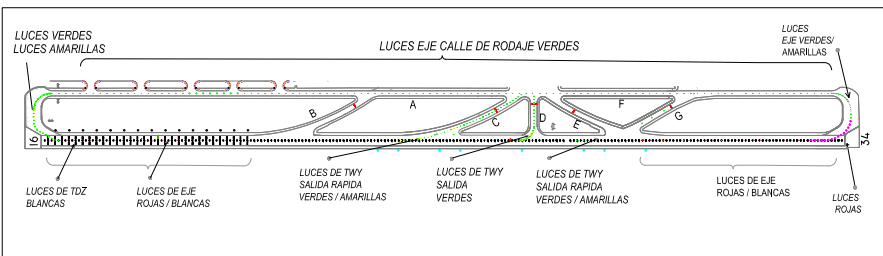 LUCES VERDES
LUCES AMARILLAS
LUCES EJE CALLE DE RODAJE VERDES
LUCES
EJE VERDES/
AMARILLAS
B
A
C
D
E
F
G
16
34
LUCES DE TDZ
BLANCAS
LUCES DE EJE
ROJAS / BLANCAS
LUCES DE TWY
SALIDA RAPIDA
VERDES / AMARILLAS
LUCES DE TWY
SALIDA
VERDES
LUCES DE TWY
SALIDA RAPIDA
VERDES / AMARILLAS
LUCES DE EJE
ROJAS / BLANCAS
LUCES
ROJAS